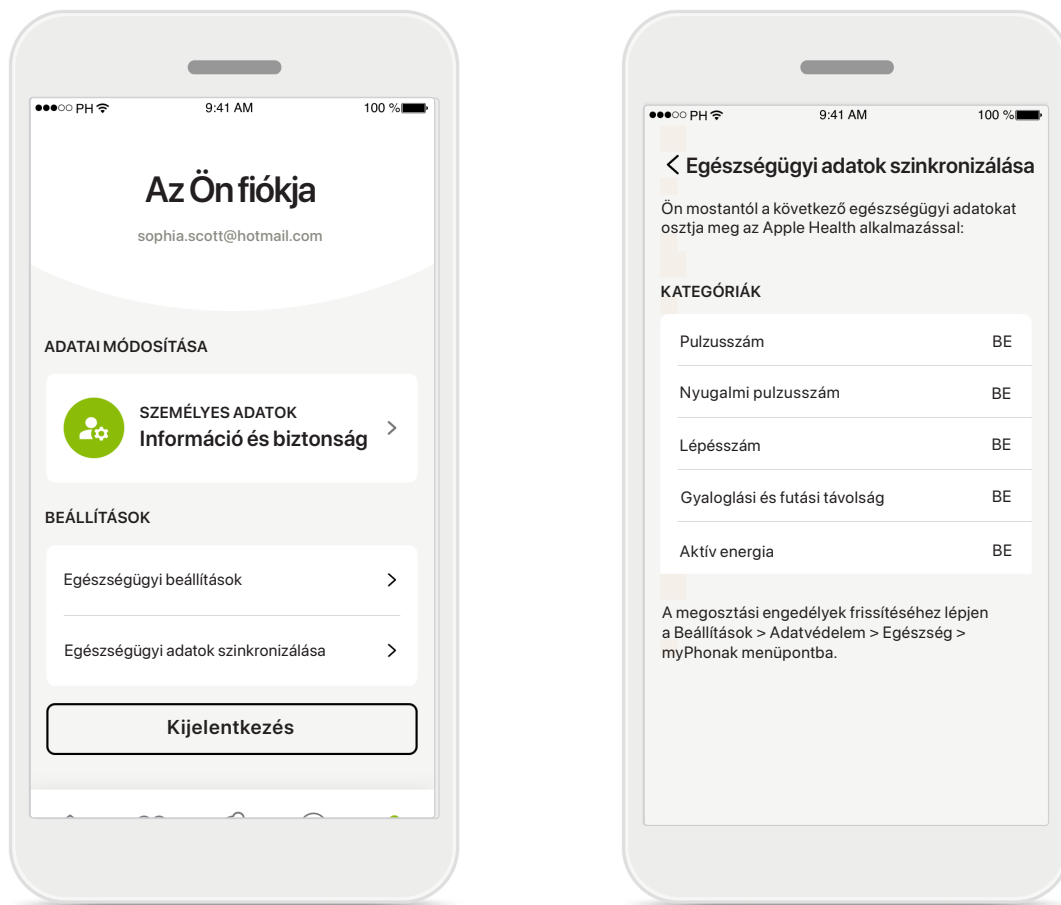 PH 9:41 AM 100 %
Az Ön fiókja
sophia.scott@hotmail.com
ADATAI MÓDOSÍTÁSA
SZEMÉLYES ADATOK
Információ és biztonság
BEÁLLÍTÁSOK
Egészségügyi beállítások
Egészségügyi adatok szinkronizálása
Kijelentkezés
PH 9:41 AM 100 %
Egészségügyi adatok szinkronizálása
Ön mostantól a következő egészségügyi adatokat
osztja meg az Apple Health alkalmazással:
KATEGÓRIÁK
Pulzusszám BE
Nyugalmi pulzusszám BE
Lépésszám BE
Gyaloglási és futási távolság BE
Aktív energia BE
A megosztási engedélyek frissítéséhez lépjen
a Beállítások > Adatvédelem > Egészség >
myPhonak menüpontba.